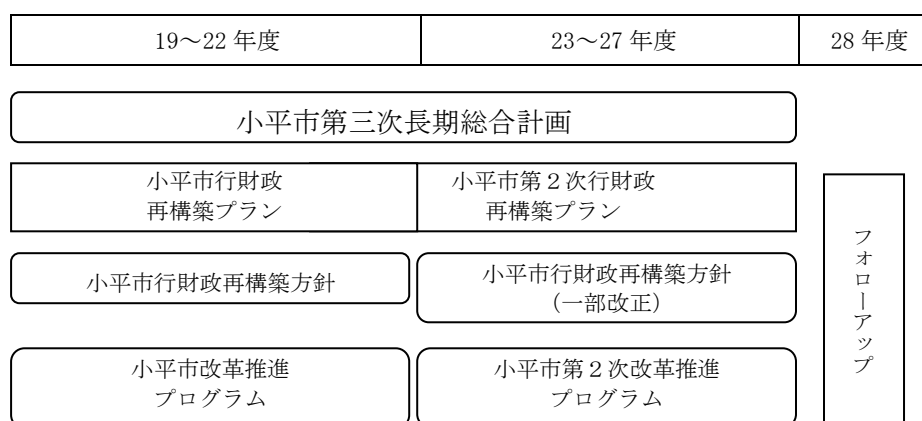 19～22 年度
23～27 年度
28 年度
小平市第三次長期総合計画
小平市行財政
再構築プラン
小平市第２次行財政
再構築プラン
小平市行財政再構築方針
小平市行財政再構築方針
（一部改正）
小平市改革推進
プログラム
小平市第２次改革推進
プログラム
フォローアップ